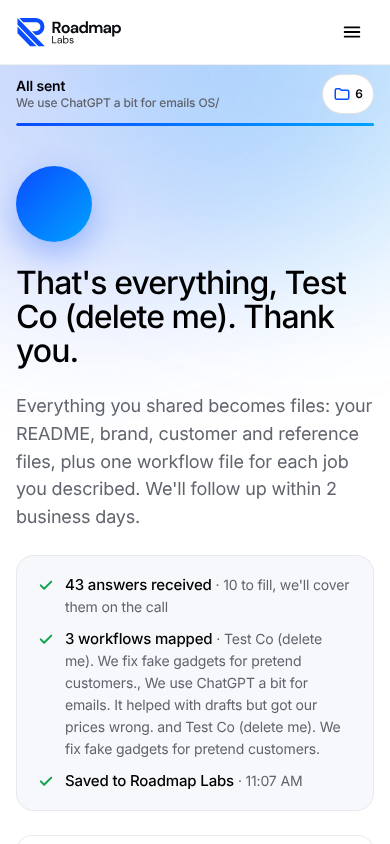 Roadmap
Labs
All sent
We use ChatGPT a bit for emails OS/
6
That's everything, Test
Co (delete me). Thank
you.
Everything you shared becomes files: your
README, brand, customer and reference
files, plus one workflow file for each job
you described. We'll follow up within 2
business days.
43 answers received · 10 to fill, we'll cover
them on the call
3 workflows mapped · Test Co (delete
me). We fix fake gadgets for pretend
customers., We use ChatGPT a bit for
emails. It helped with drafts but got our
prices wrong. and Test Co (delete me). We
fix fake gadgets for pretend customers.
Saved to Roadmap Labs · 11:07 AM